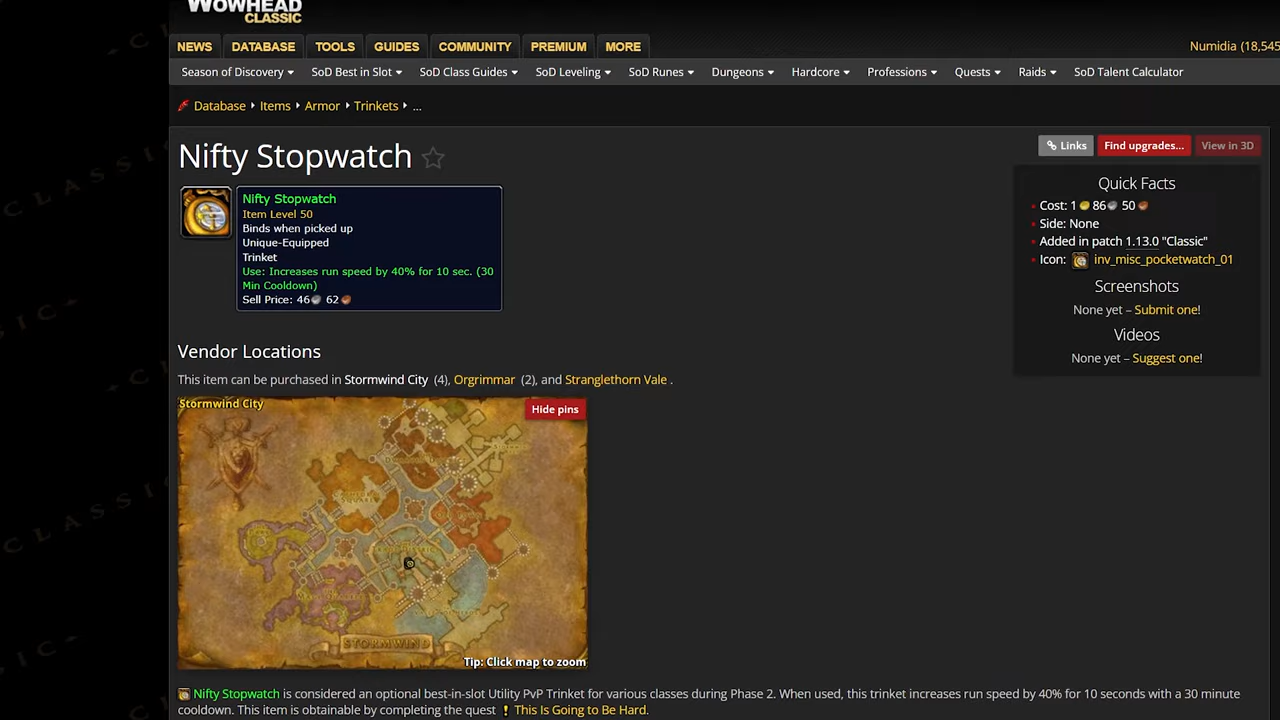 WOWHEAD
CLASSIC
NEWS DATABASE TOOLS GUIDES COMMUNITY PREMIUM MORE
Numidia (18,545
Season of Discovery SoD Best in Slot SoD Class Guides SoD Leveling SoD Runes Dungeons Hardcore Professions Quests Raids SoD Talent Calculator
Database Items Armor Trinkets ...
Nifty Stopwatch
Links Find upgrades... View in 3D
Nifty Stopwatch
Item Level 50
Binds when picked up
Unique-Equipped
Trinket
Use: Increases run speed by 40% for 10 sec. (30
Min Cooldown)
Sell Price: 46 62
Quick Facts
Cost: 1 86 50
Side: None
Added in patch 1.13.0 "Classic"
Icon: inv_misc_pocketwatch_01
Screenshots
None yet – Submit one!
Videos
None yet – Suggest one!
Vendor Locations
This item can be purchased in Stormwind City (4), Orgrimmar (2), and Stranglethorn Vale .
Stormwind City
Hide pins
STORMWIND
Tip: Click map to zoom
Nifty Stopwatch is considered an optional best-in-slot Utility PvP Trinket for various classes during Phase 2. When used, this trinket increases run speed by 40% for 10 seconds with a 30 minute
cooldown. This item is obtainable by completing the quest This Is Going to Be Hard.